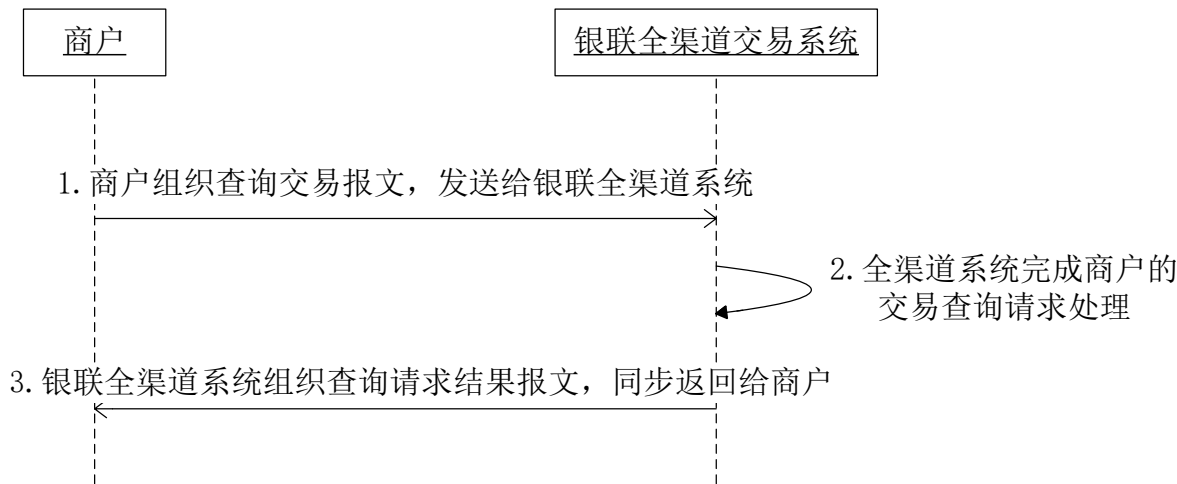 商户
银联全渠道交易系统
1.商户组织查询交易报文，发送给银联全渠道系统
2.全渠道系统完成商户的
交易查询请求处理
3.银联全渠道系统组织查询请求结果报文，同步返回给商户